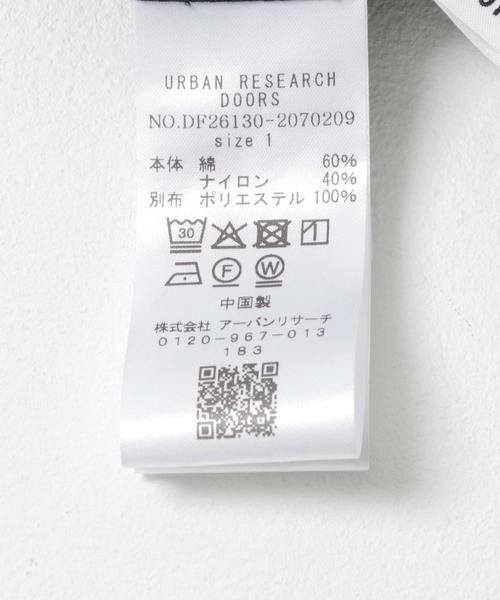 URBAN RESEARCH
DOORS
NO.DF26130-2070209
size 1
本体 綿 60%
ナイロン 40%
別布 ポリエステル 100%
30
F W
中国製
株式会社 アーバンリサーチ
0120-967-013
183